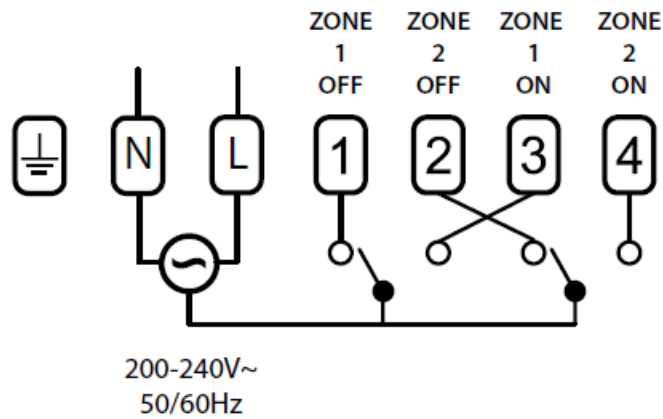 ZONE 1 OFF
ZONE 2 OFF
ZONE 1 ON
ZONE 2 ON
N L 1 2 3 4
200-240V~
50/60Hz